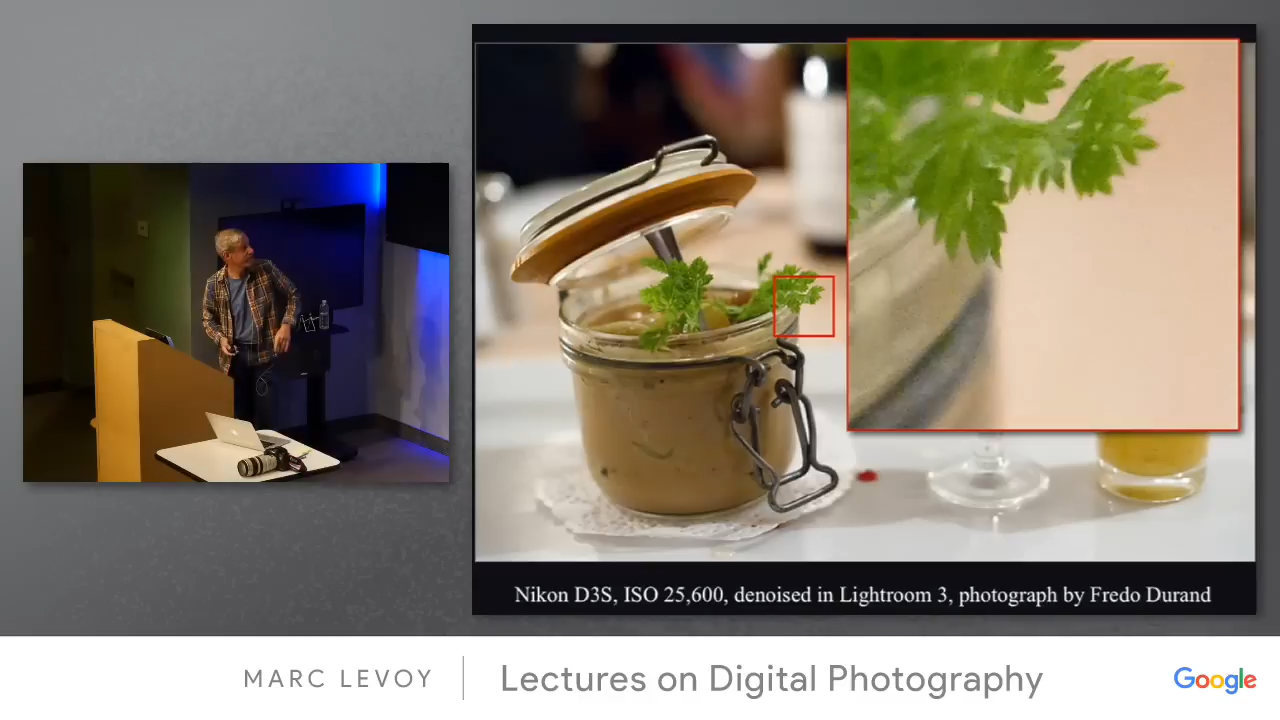 Nikon D3S, ISO 25,600, denoised in Lightroom 3, photograph by Fredo Durand
MARC LEVOY
Lectures on Digital Photography
Google